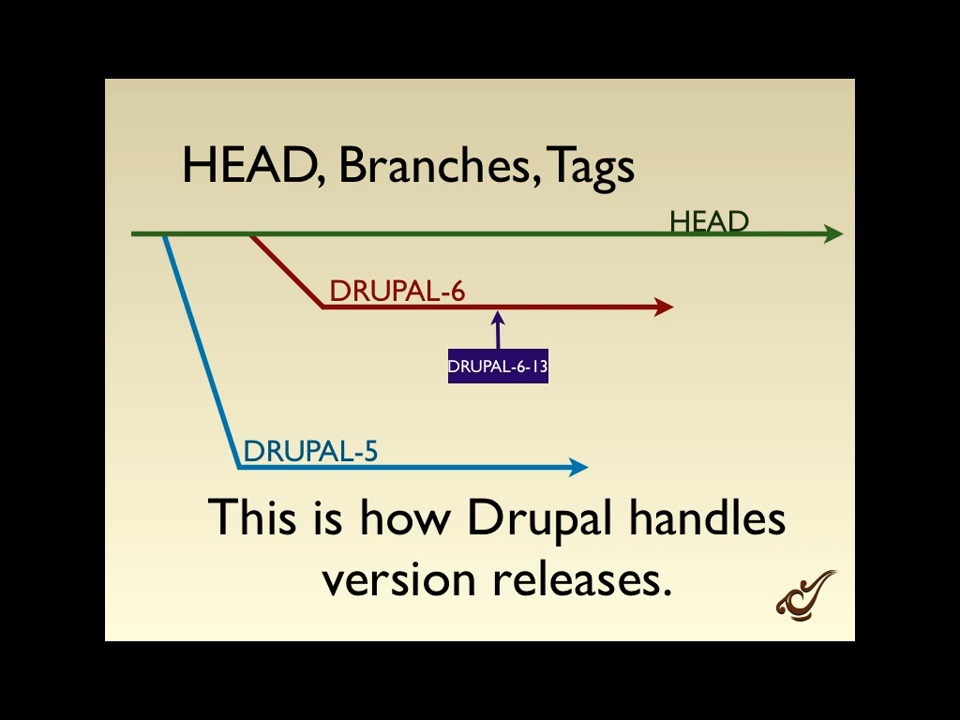 HEAD, Branches, Tags
HEAD
DRUPAL-6
DRUPAL-6-13
DRUPAL-5
This is how Drupal handles
version releases.